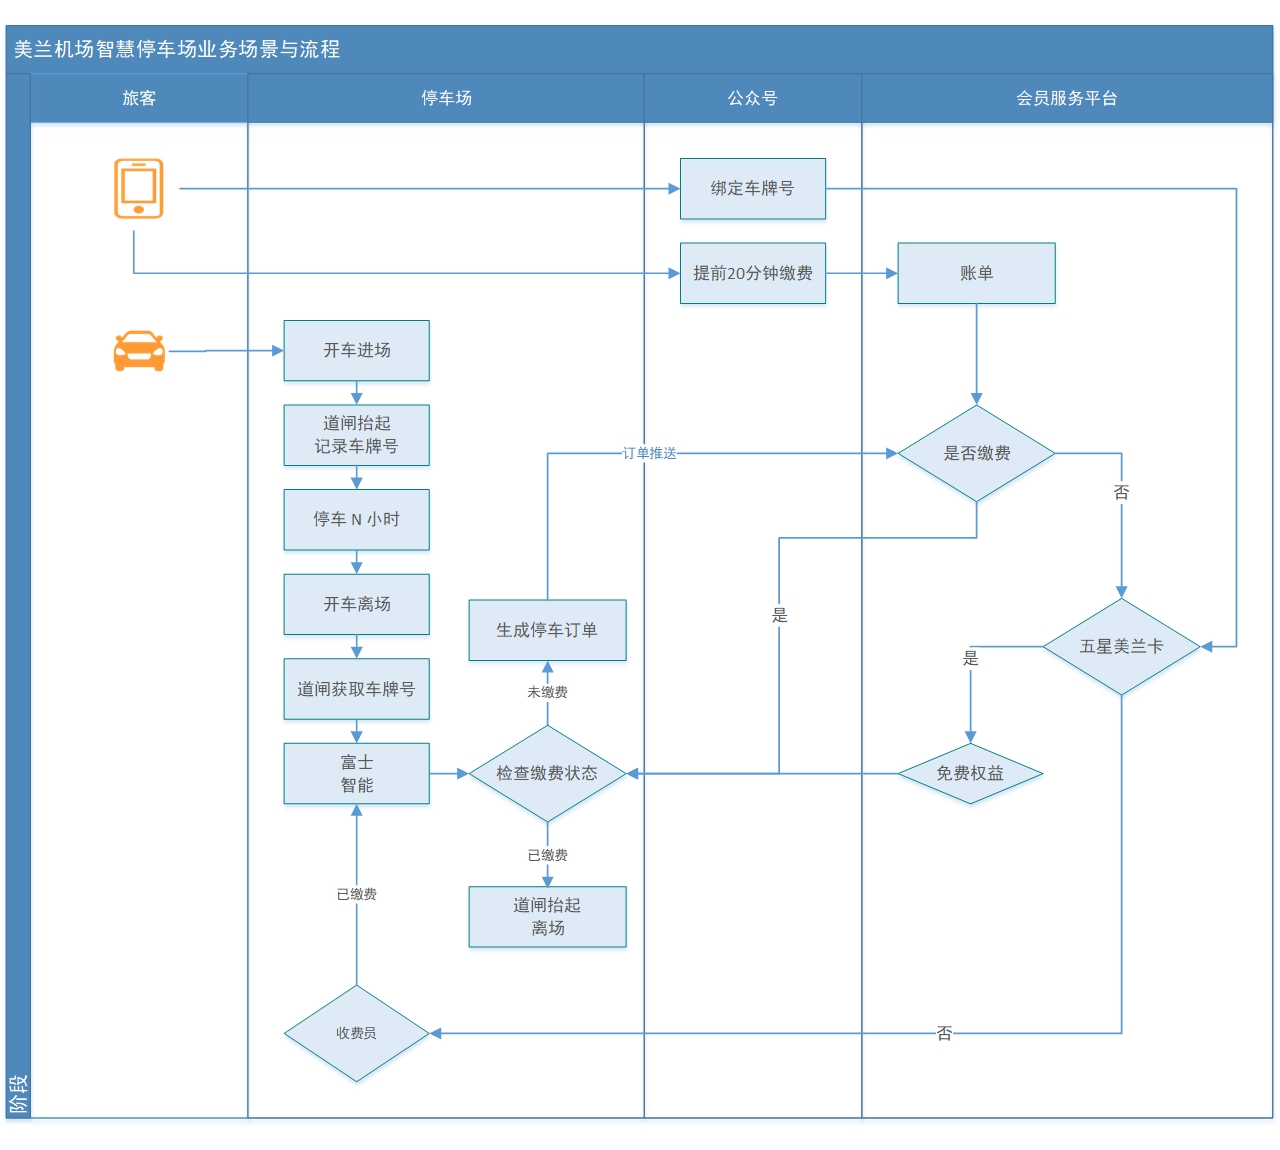 美兰机场智慧停车场业务场景与流程
旅客
停车场
公众号
会员服务平台
绑定车牌号
提前20分钟缴费
账单
开车进场
道闸抬起
记录车牌号
订单推送
是否缴费
否
停车 N 小时
开车离场
生成停车订单
是
五星美兰卡
是
道闸获取车牌号
未缴费
富士
智能
检查缴费状态
免费权益
已缴费
已缴费
道闸抬起
离场
收费员
否
阶段